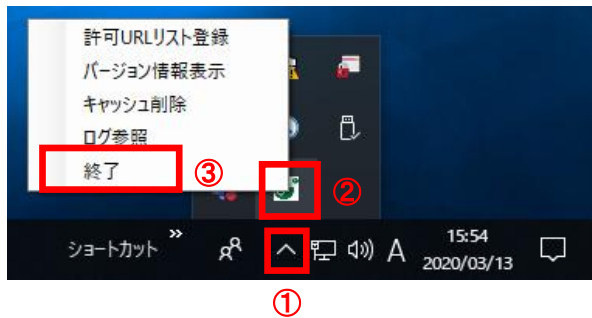 許可URLリスト登録
バージョン情報表示
キャッシュ削除
ログ参照
終了
③
②
ショートカット
»
A
15:54
2020/03/13
①